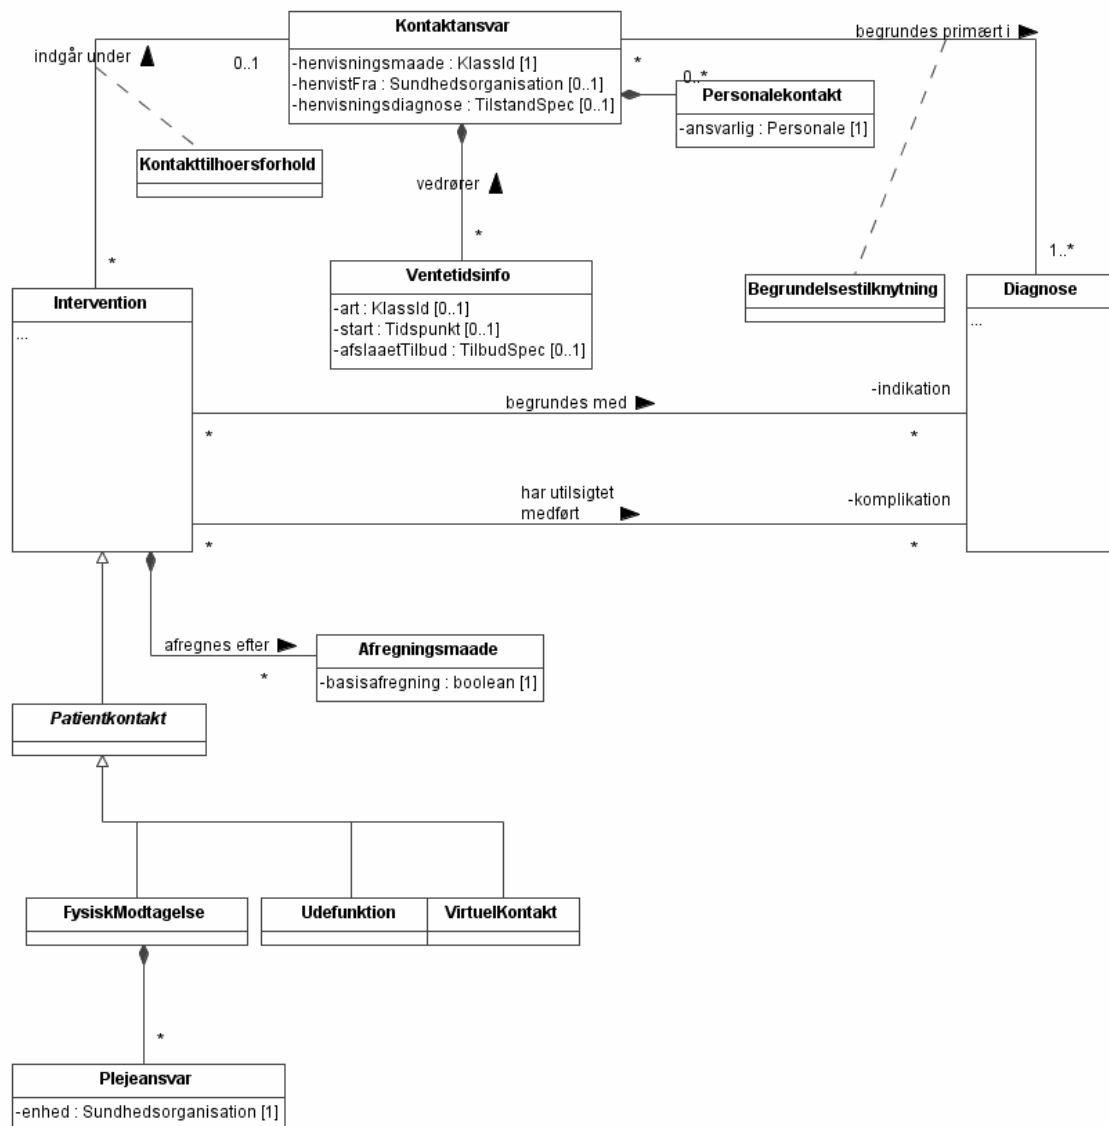 Kontaktansvar
-henvisningsmaade : KlassId [1]
-henvistFra : Sundhedsorganisation [0..1]
-henvisningsdiagnose : TilstandSpec [0..1]
indgår under
0..1
begrundes primært i
*
0..*
Personalekontakt
-ansvarlig : Personale [1]
Kontakttilhoersforhold
vedrører
*
*
1..*
Intervention
...
Ventetidsinfo
-art : KlassId [0..1]
-start : Tidspunkt [0..1]
-afslaaetTilbud : TilbudSpec [0..1]
Begrundelsestilknytning
Diagnose
...
begrundes med
-indikation
*
*
har utilsigtet
medført
-komplikation
*
*
afregnes efter
*
Afregningsmaade
-basisafregning : boolean [1]
Patientkontakt
FysiskModtagelse
Udefunktion
VirtuelKontakt
*
Plejeansvar
-enhed : Sundhedsorganisation [1]